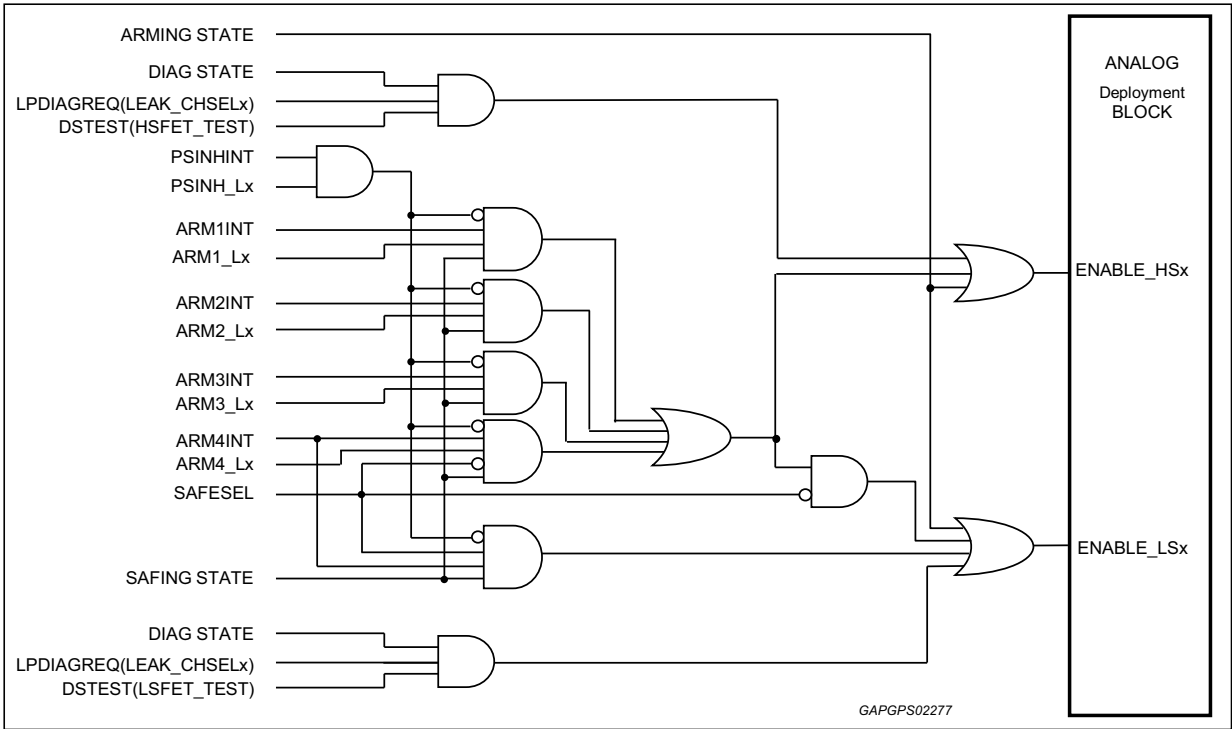 ARMING STATE
DIAG STATE
LPDIAGREQ(LEAK_CHSELx)
DSTEST(HSFET_TEST)
PSINHINT
PSINH_Lx
ARM1INT
ARM1_Lx
ARM2INT
ARM2_Lx
ARM3INT
ARM3_Lx
ARM4INT
ARM4_Lx
SAFESEL
SAFING STATE
DIAG STATE
LPDIAGREQ(LEAK_CHSELx)
DSTEST(LSFET_TEST)
ANALOG
Deployment
BLOCK
ENABLE_HSx
ENABLE_LSx
GAPGPS02277